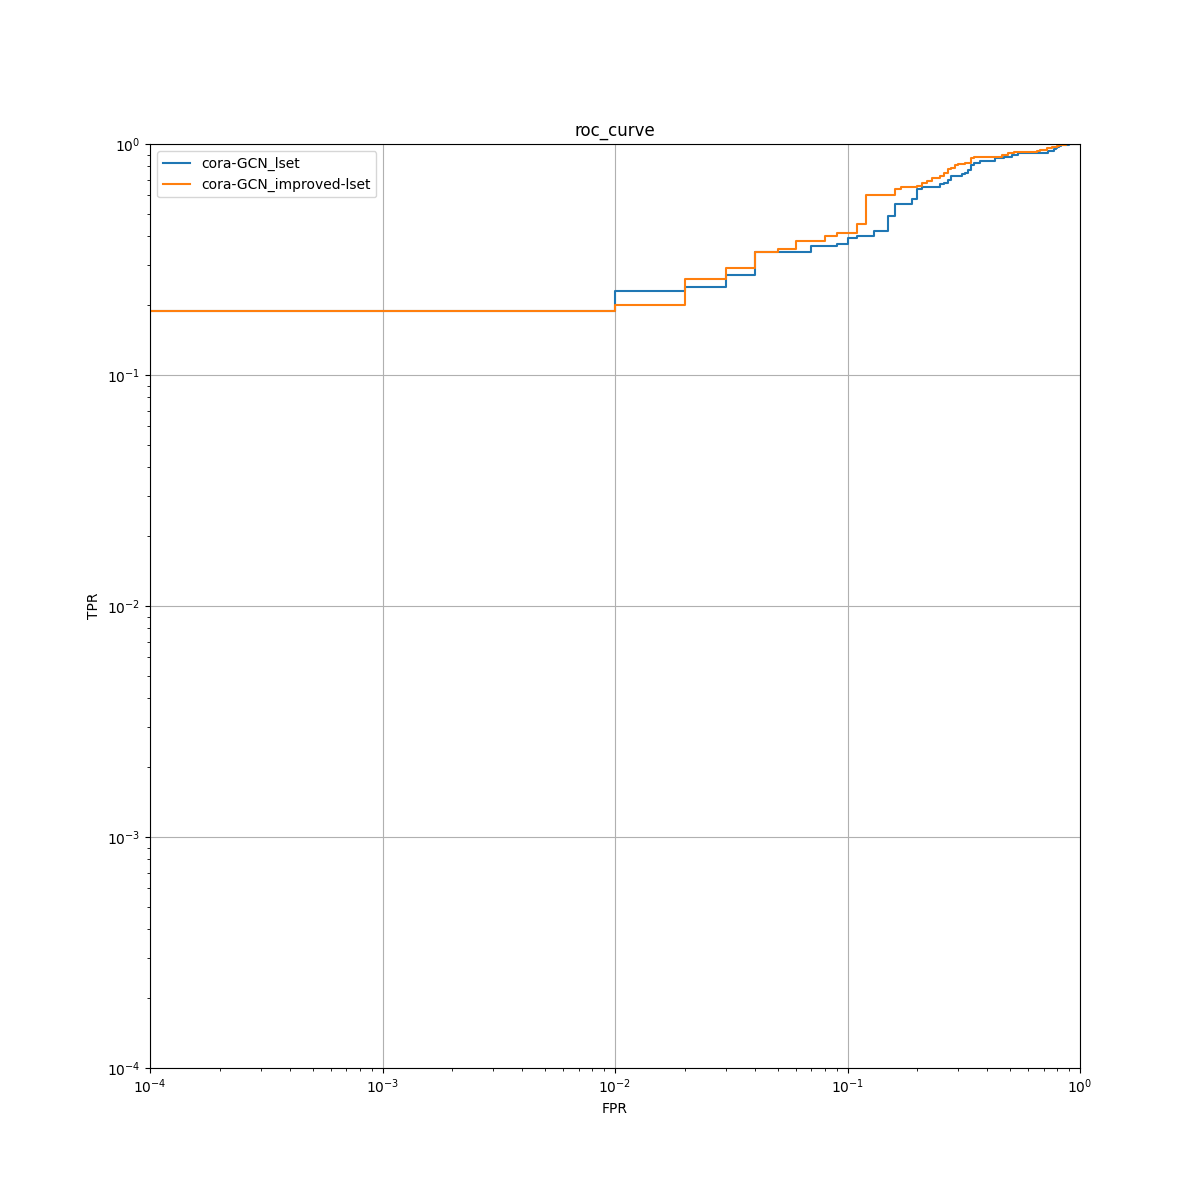 roc_curve
cora-GCN_lset
cora-GCN_improved-lset
10⁰
10⁻¹
10⁻²
10⁻³
10⁻⁴
TPR
10⁻⁴ 10⁻³ 10⁻² 10⁻¹ 10⁰
FPR